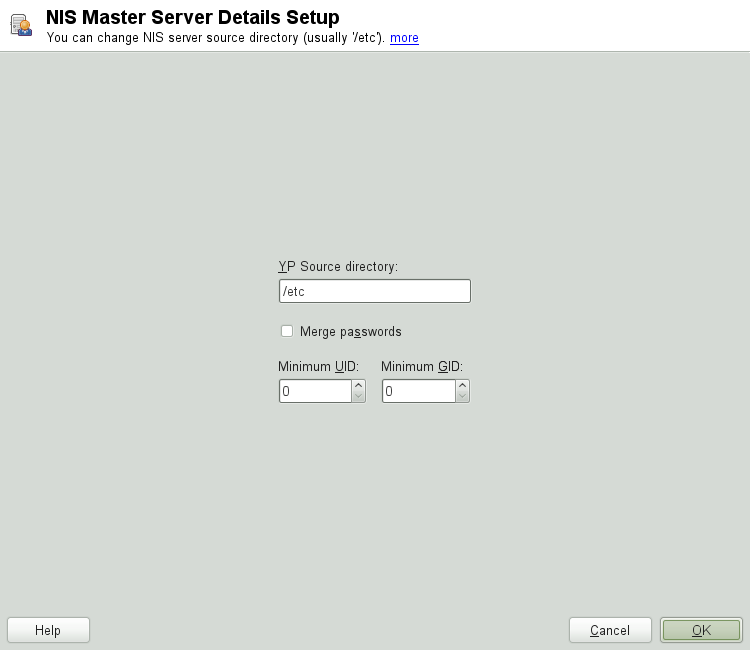 NIS Master Server Details Setup
You can change NIS server source directory (usually '/etc'). more
YP Source directory:
/etc
Merge passwords
Minimum UID: Minimum GID:
0 0
Help Cancel OK